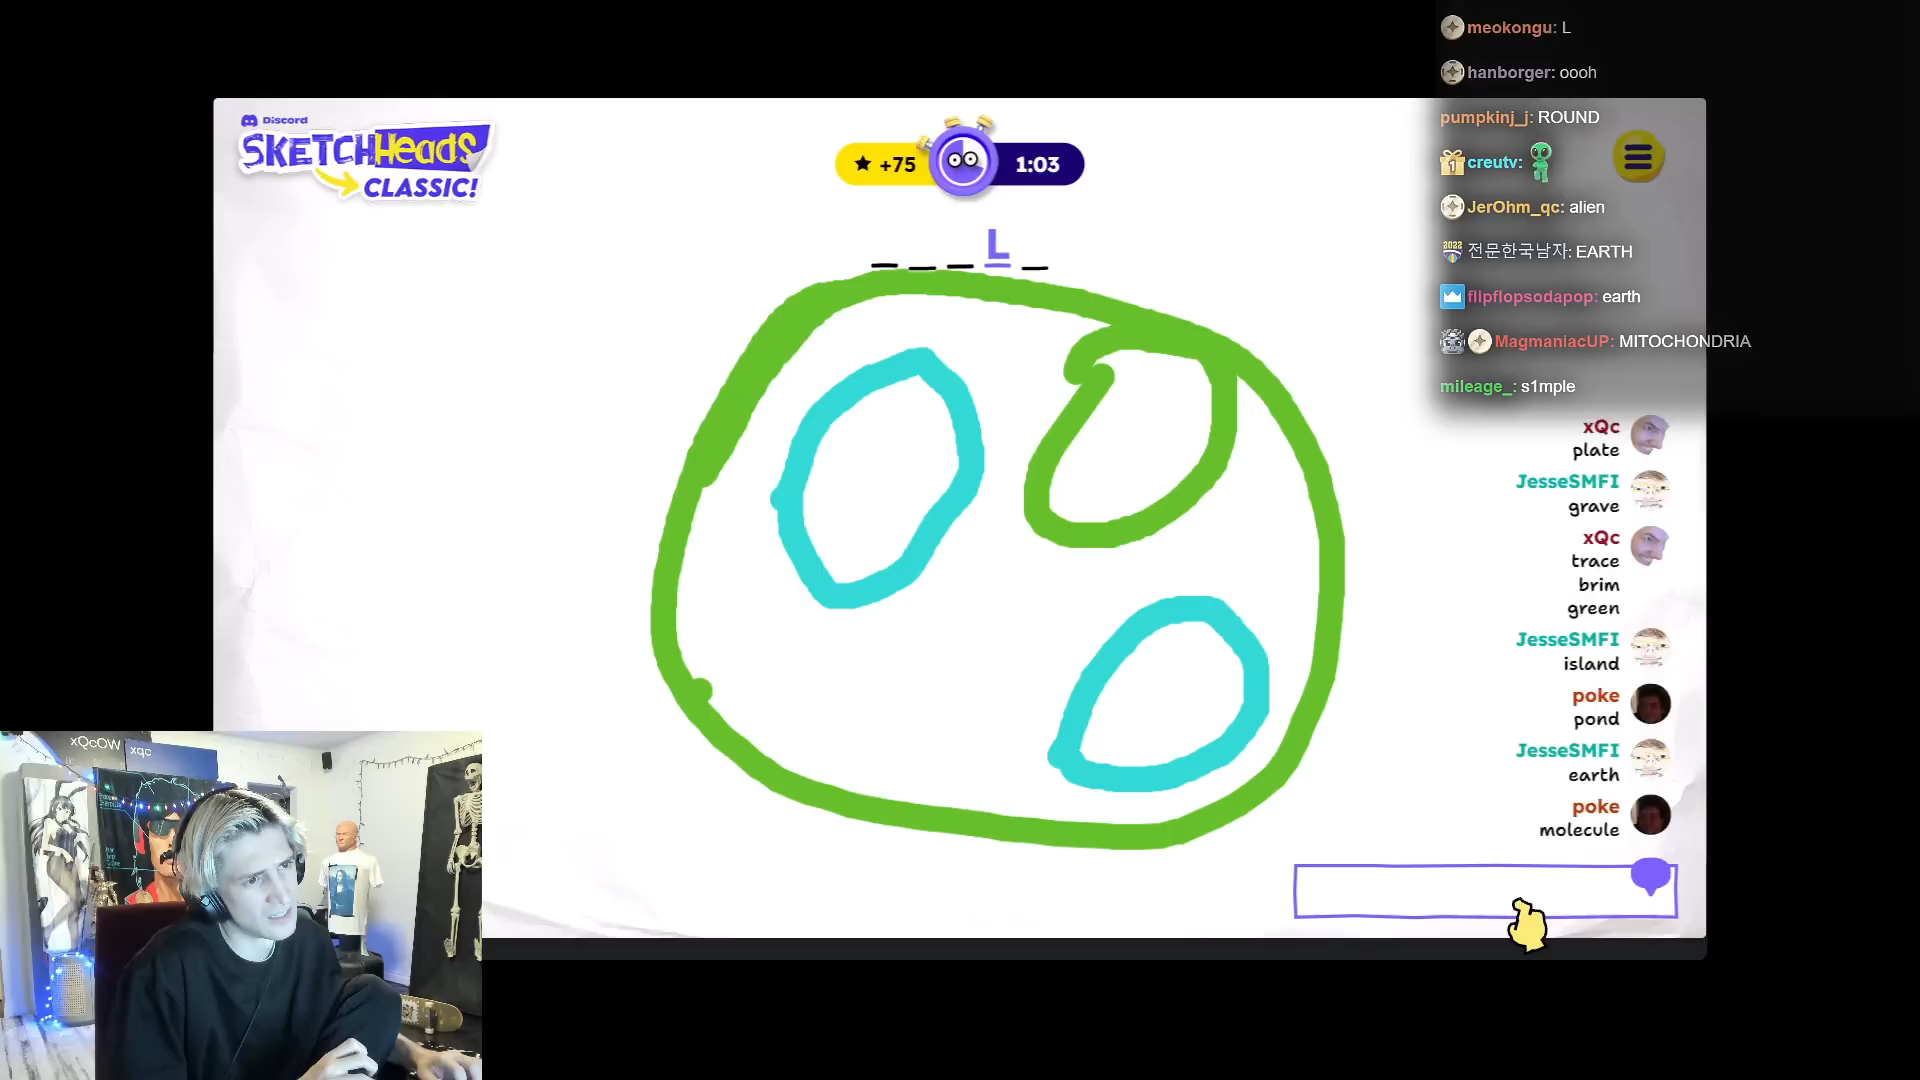 meokongu: L
hanborger: oooh
pumpkinj_j: ROUND
creutv:
JerOhm_qc: alien
전문한국남자: EARTH
flipflopsodapop: earth
MagmaniacUP: MITOCHONDRIA
mileage_: s1mple
Discord
SKETCHHeadS
CLASSIC!
+75
1:03
_ _ _ L _
xQc
plate
JesseSMFI
grave
xQc
trace
brim
green
JesseSMFI
island
poke
pond
JesseSMFI
earth
poke
molecule
xQcOW
xqc